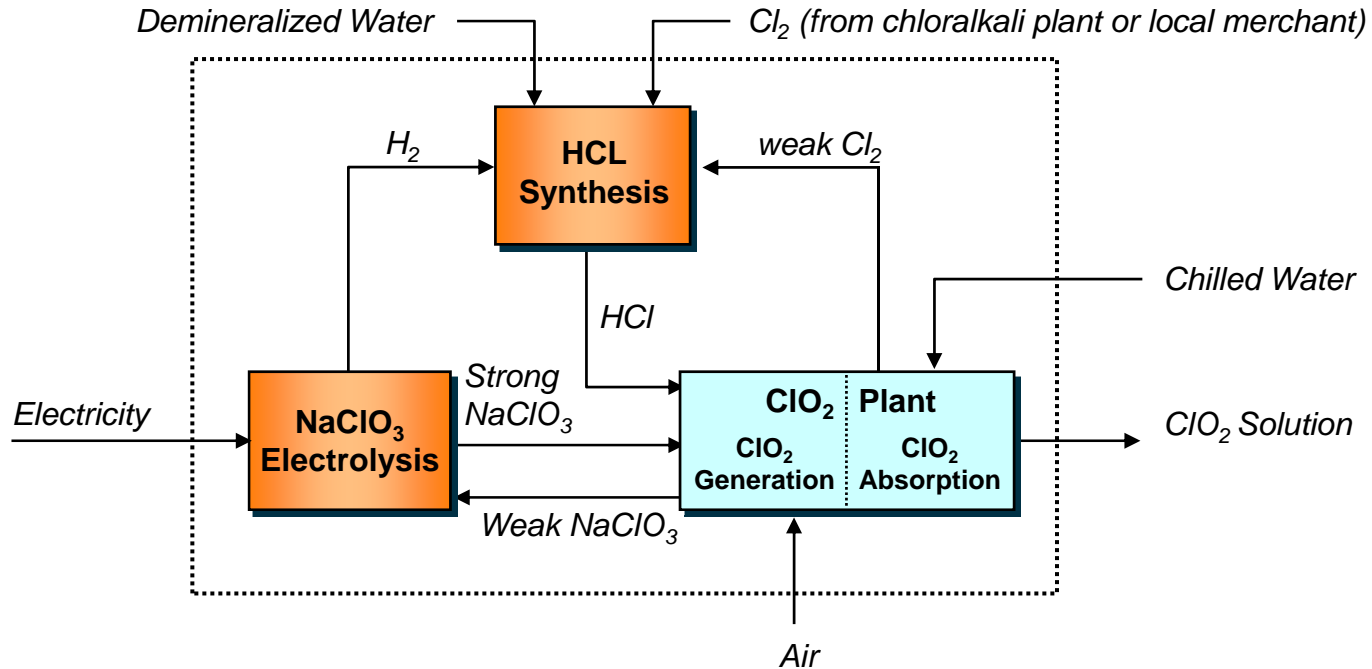 Demineralized Water
Cl₂ (from chloralkali plant or local merchant)
H₂
HCL
Synthesis
weak Cl₂
Chilled Water
HCl
Strong
NaClO₃
Electricity
NaClO₃
Electrolysis
ClO₂ Plant
ClO₂
Generation
ClO₂
Absorption
ClO₂ Solution
Weak NaClO₃
Air